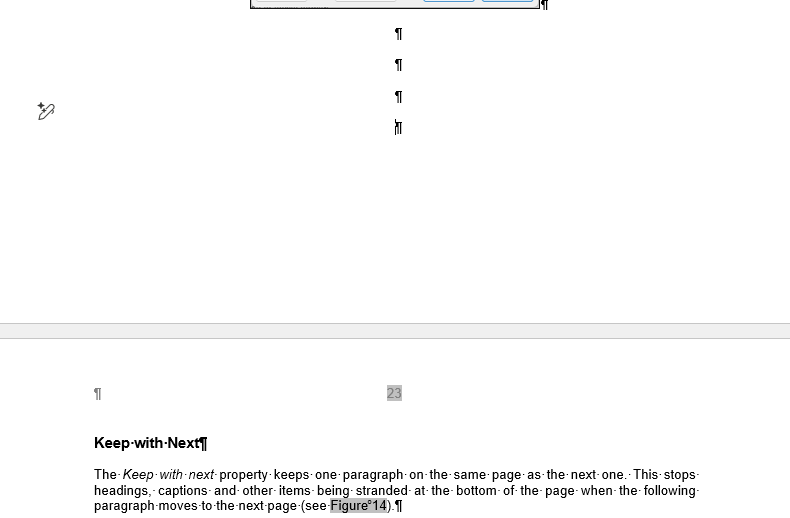 ¶
¶
¶
¶
¶
¶ 23
Keep·with·Next¶
The· Keep· with· next· property· keeps· one· paragraph· on· the· same· page· as· the· next· one.· This· stops·
headings,· captions· and· other· items· being· stranded· at· the· bottom· of· the· page· when· the· following·
paragraph·moves·to·the·next·page·(see·Figure°14).¶